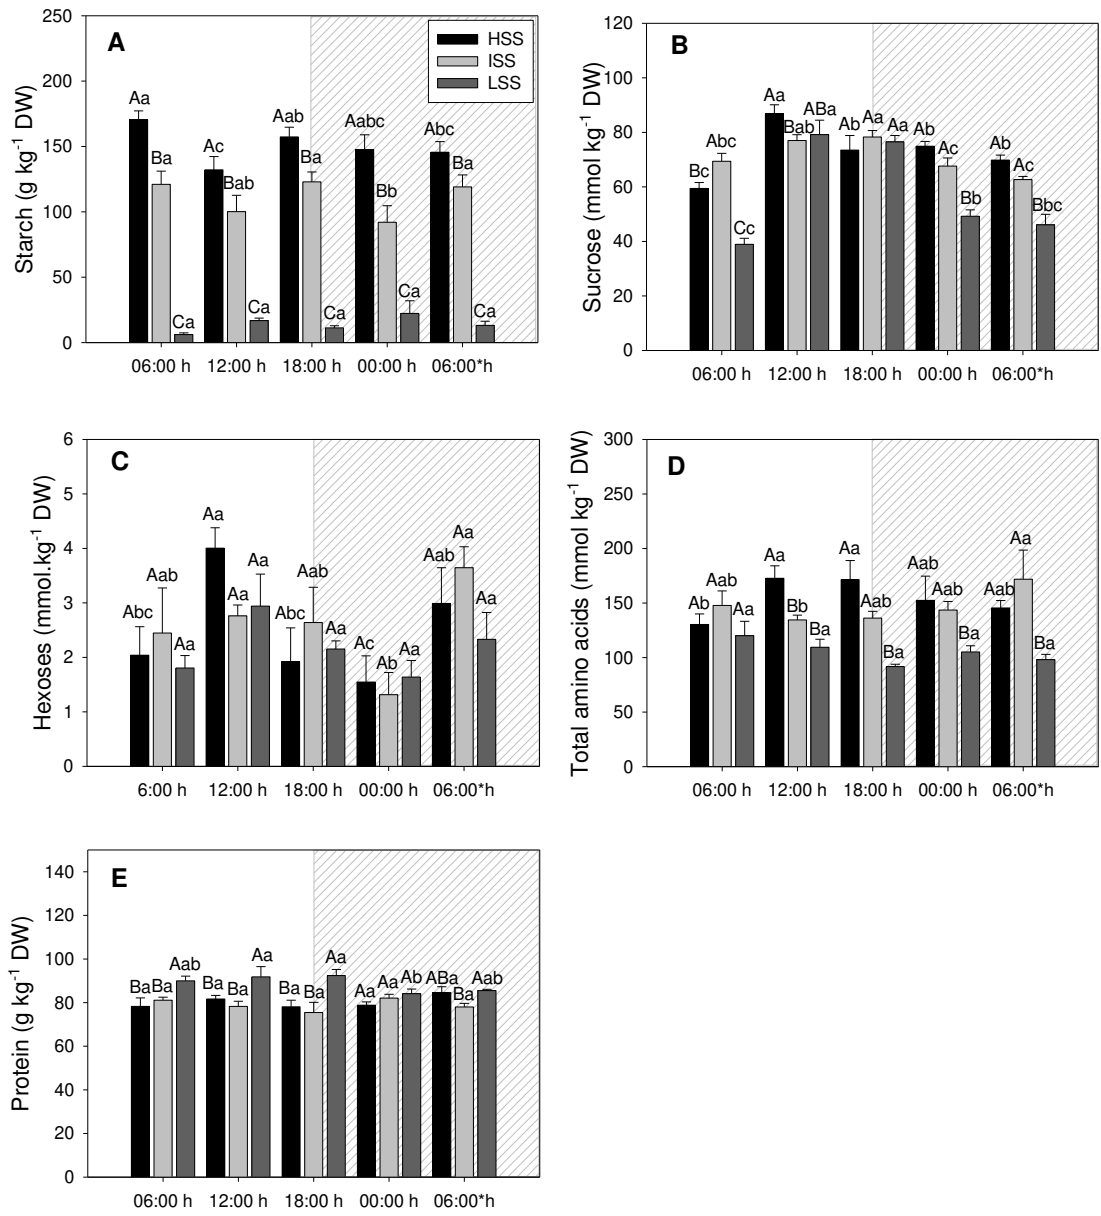 A
HSS
ISS
LSS
Starch (g kg⁻¹ DW)
250
200
150
100
50
0
Aa Ba Ca
Ac Bab Ca
Aab Ba Ca
Aabc Bb Ca
Abc Ba Ca
06:00 h 12:00 h 18:00 h 00:00 h 06:00*h
B
Sucrose (mmol kg⁻¹ DW)
120
100
80
60
40
20
0
Bc Abc Cc
Aa Bab ABa
Ab Aa Aa
Ab Ac Bb
Ab Ac Bbc
06:00 h 12:00 h 18:00 h 00:00 h 06:00*h
C
Hexoses (mmol.kg⁻¹ DW)
6
5
4
3
2
1
0
Abc Aab Aa
Aa Aa Aa
Abc Aab Aa
Ac Ab Aa
Aab Aa Aa
6:00 h 12:00 h 18:00 h 00:00 h 06:00*h
D
Total amino acids (mmol kg⁻¹ DW)
300
250
200
150
100
50
0
Ab Aab Aa
Aa Bb Ba
Aa Aab Ba
Aab Aab Ba
Aab Aa Ba
06:00 h 12:00 h 18:00 h 00:00 h 06:00*h
E
Protein (g kg⁻¹ DW)
140
120
100
80
60
40
20
0
Ba Ba Aab
Ba Ba Aa
Ba Ba Aa
Aa Aa Ab
ABa Ba Aab
06:00 h 12:00 h 18:00 h 00:00 h 06:00*h